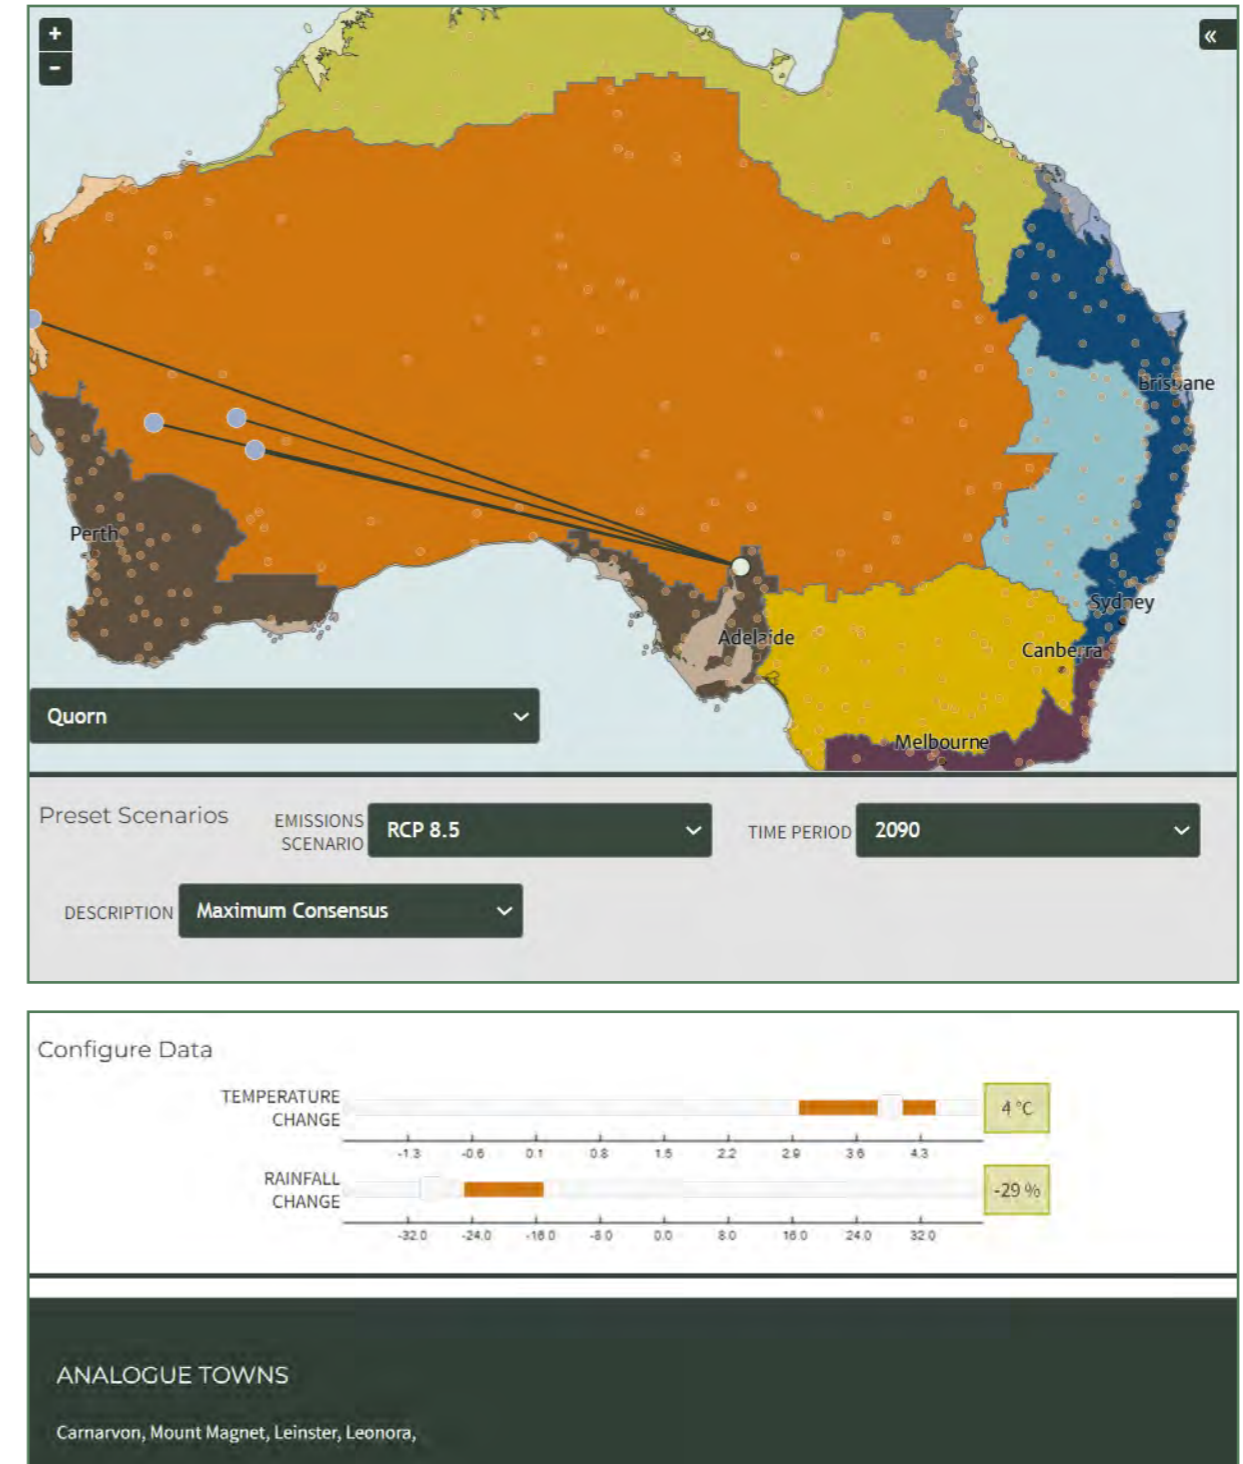 +
−
«
Brisbane
Perth
Sydney
Adelaide
Canberra
Melbourne
Quorn
Preset Scenarios
EMISSIONS SCENARIO
RCP 8.5
TIME PERIOD
2090
DESCRIPTION
Maximum Consensus
Configure Data
TEMPERATURE CHANGE
4 °C
-1.3 -0.6 0.1 0.8 1.5 2.2 2.9 3.6 4.3
RAINFALL CHANGE
-29 %
-32.0 -24.0 -16.0 -8.0 0.0 8.0 16.0 24.0 32.0
ANALOGUE TOWNS
Carnarvon, Mount Magnet, Leinster, Leonora,